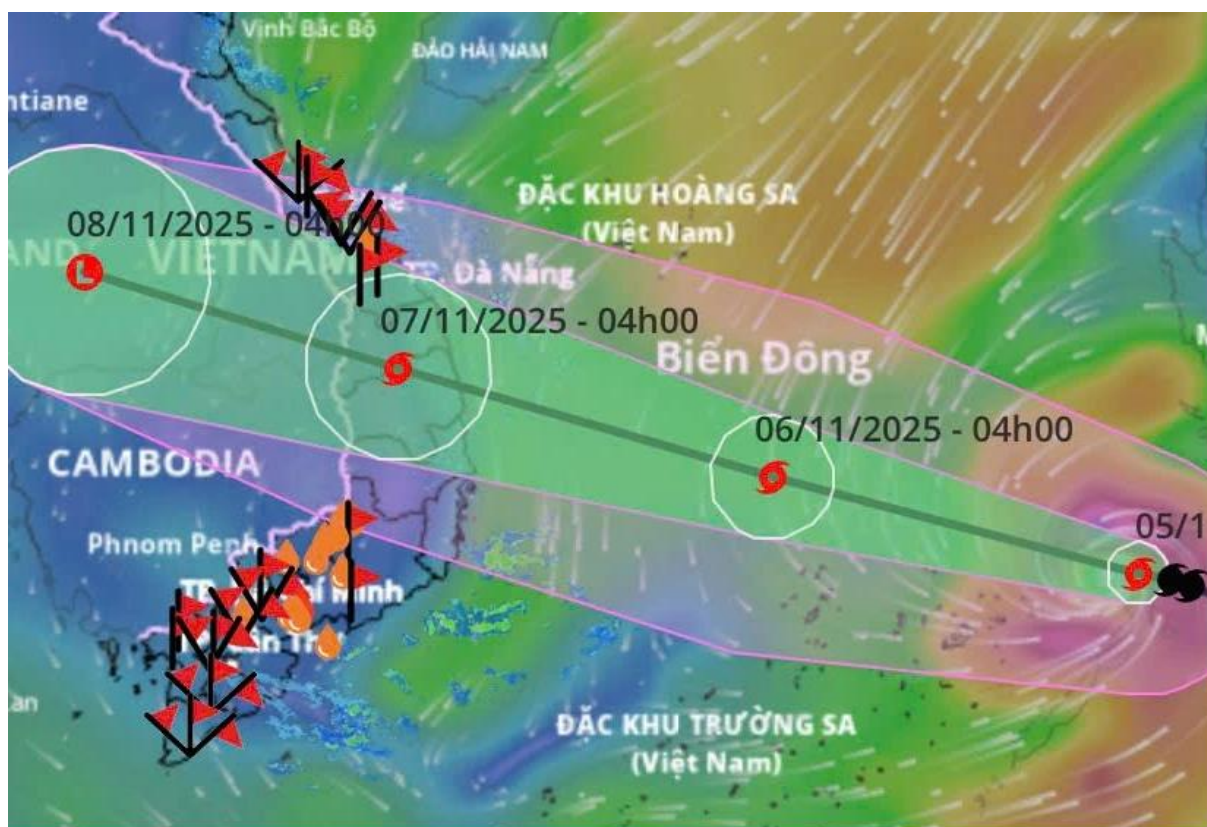 Vịnh Bắc Bộ
ĐẢO HẢI NAM
ntiane
ĐẶC KHU HOÀNG SA
(Việt Nam)
08/11/2025 - 04h00
AND
VIETNAM
TP. Đà Nẵng
07/11/2025 - 04h00
Biển Đông
06/11/2025 - 04h00
CAMBODIA
05/1
Phnom Penh
ĐẶC KHU TRƯỜNG SA
(Việt Nam)
an